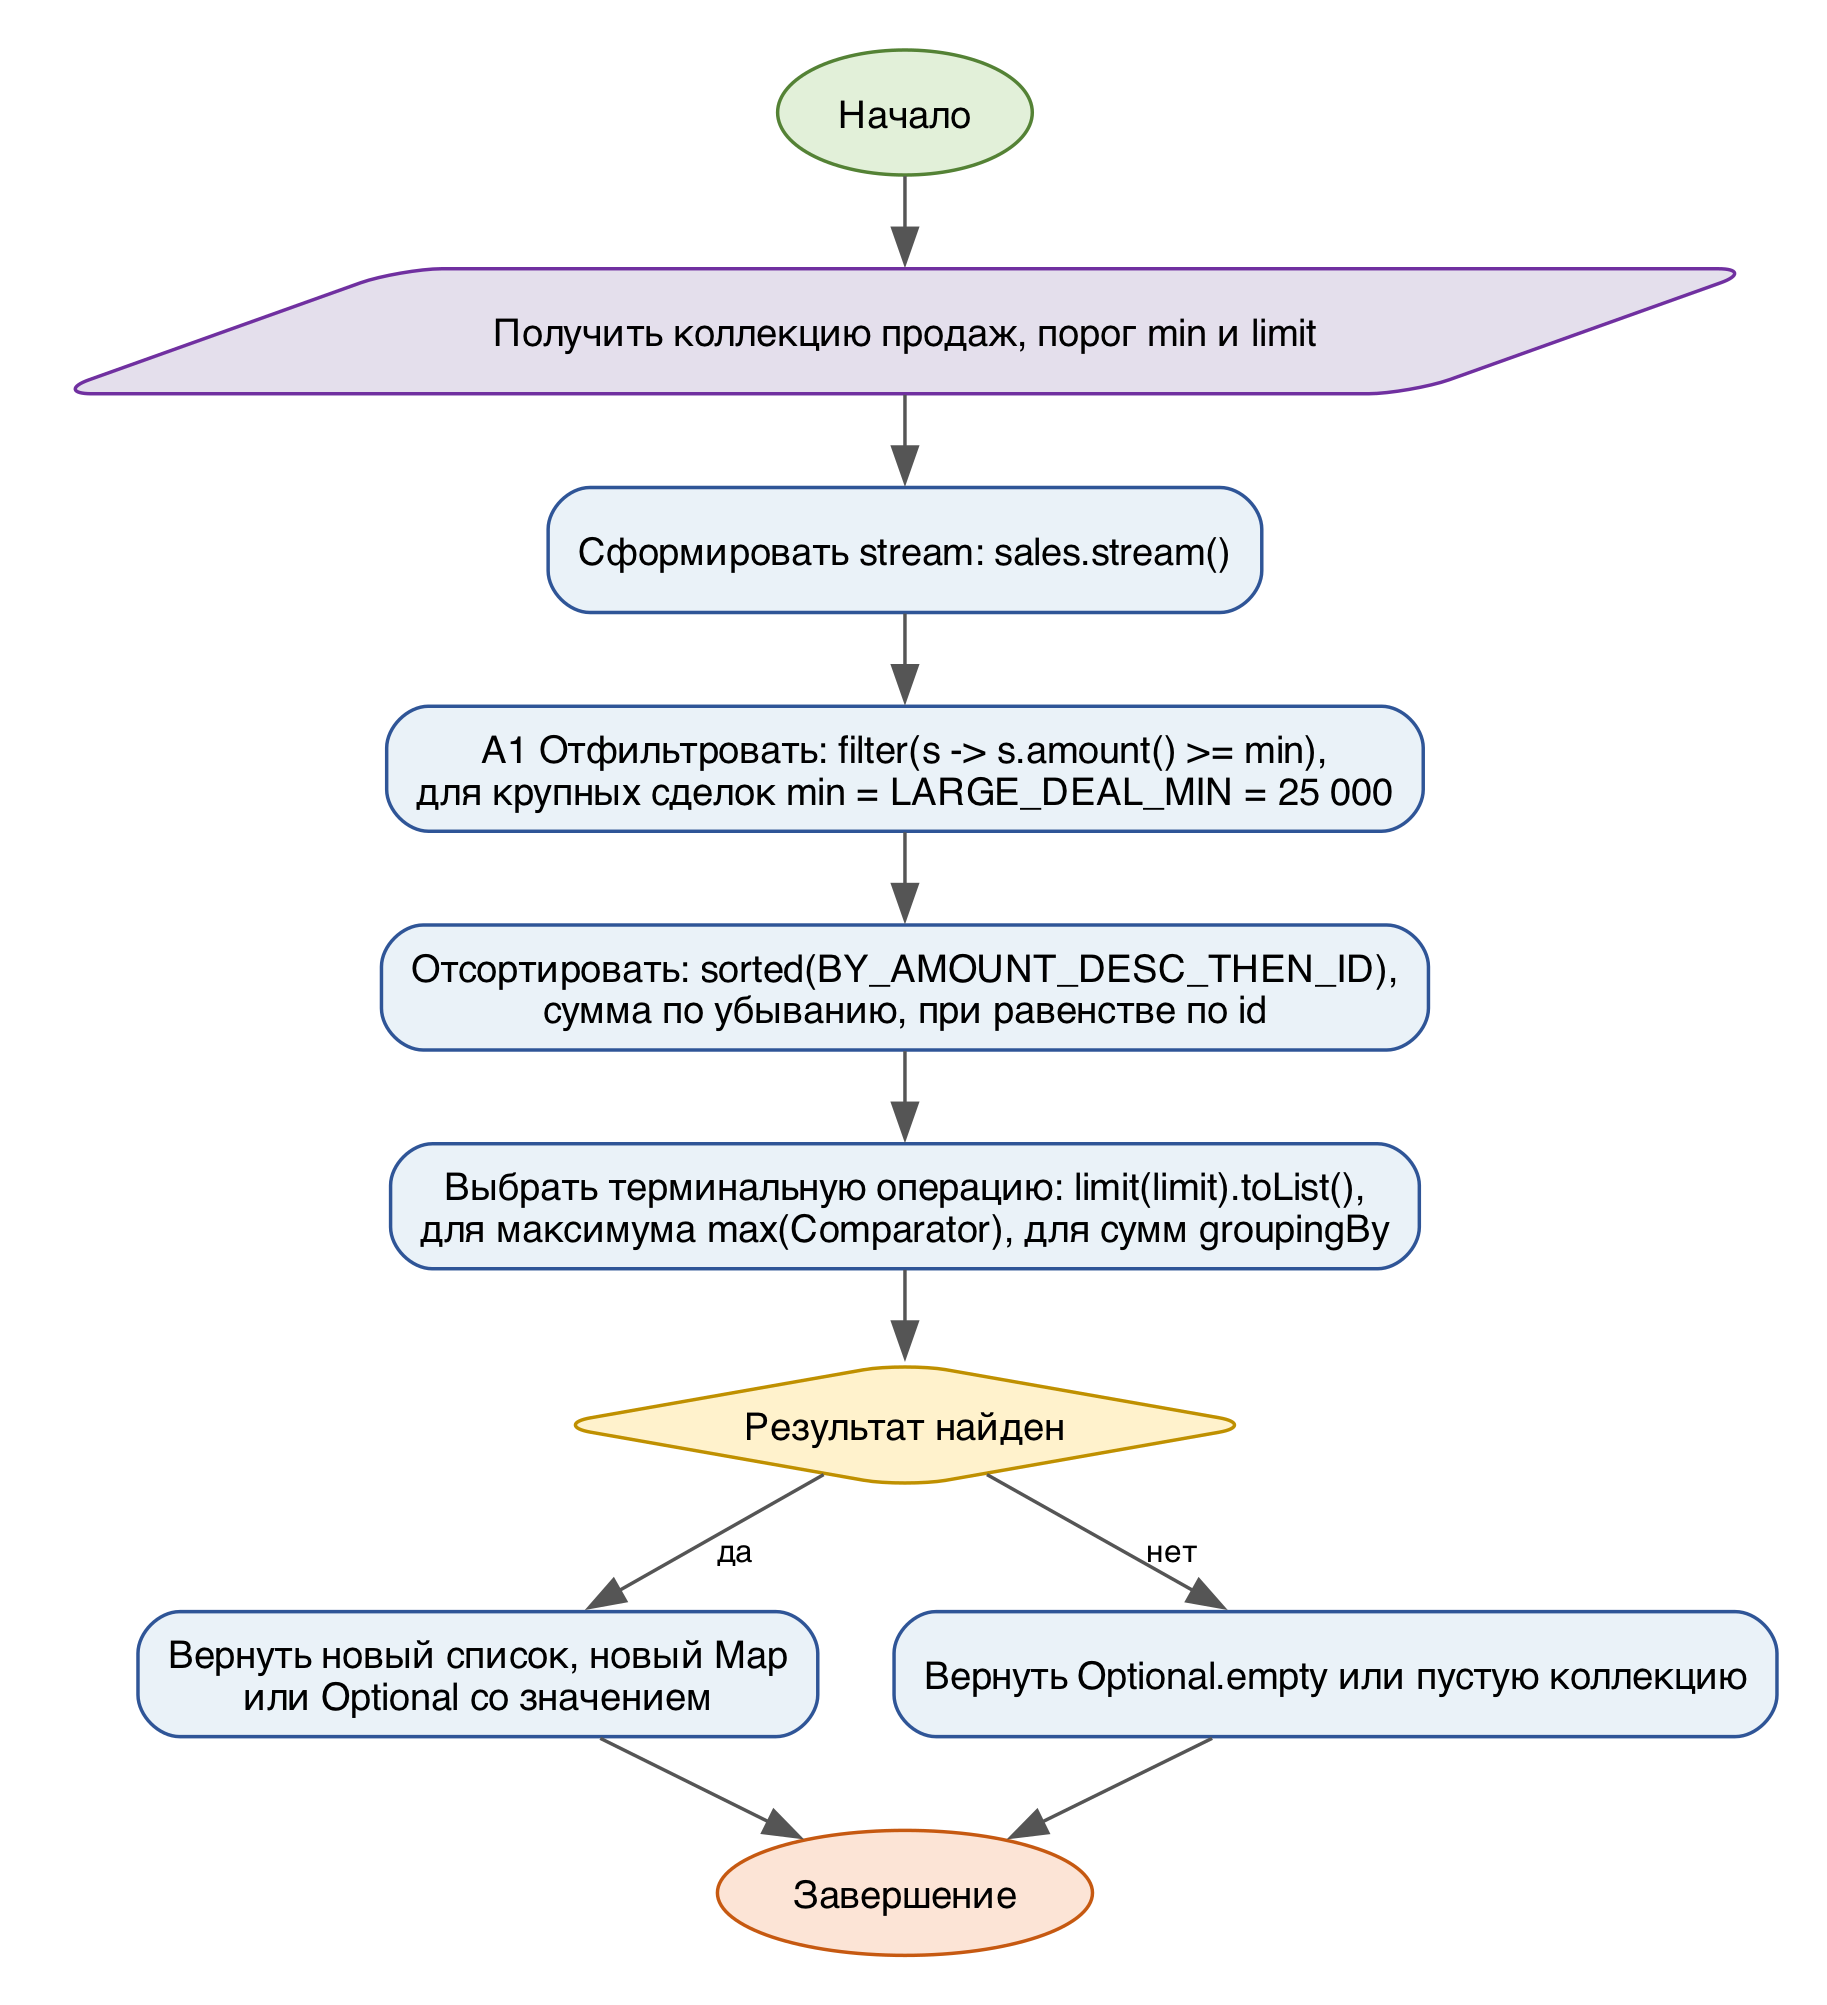 Начало
Получить коллекцию продаж, порог min и limit
Сформировать stream: sales.stream()
А1 Отфильтровать: filter(s -> s.amount() >= min),
для крупных сделок min = LARGE_DEAL_MIN = 25 000
Отсортировать: sorted(BY_AMOUNT_DESC_THEN_ID),
сумма по убыванию, при равенстве по id
Выбрать терминальную операцию: limit(limit).toList(),
для максимума max(Comparator), для сумм groupingBy
Результат найден
да
нет
Вернуть новый список, новый Map
или Optional со значением
Вернуть Optional.empty или пустую коллекцию
Завершение